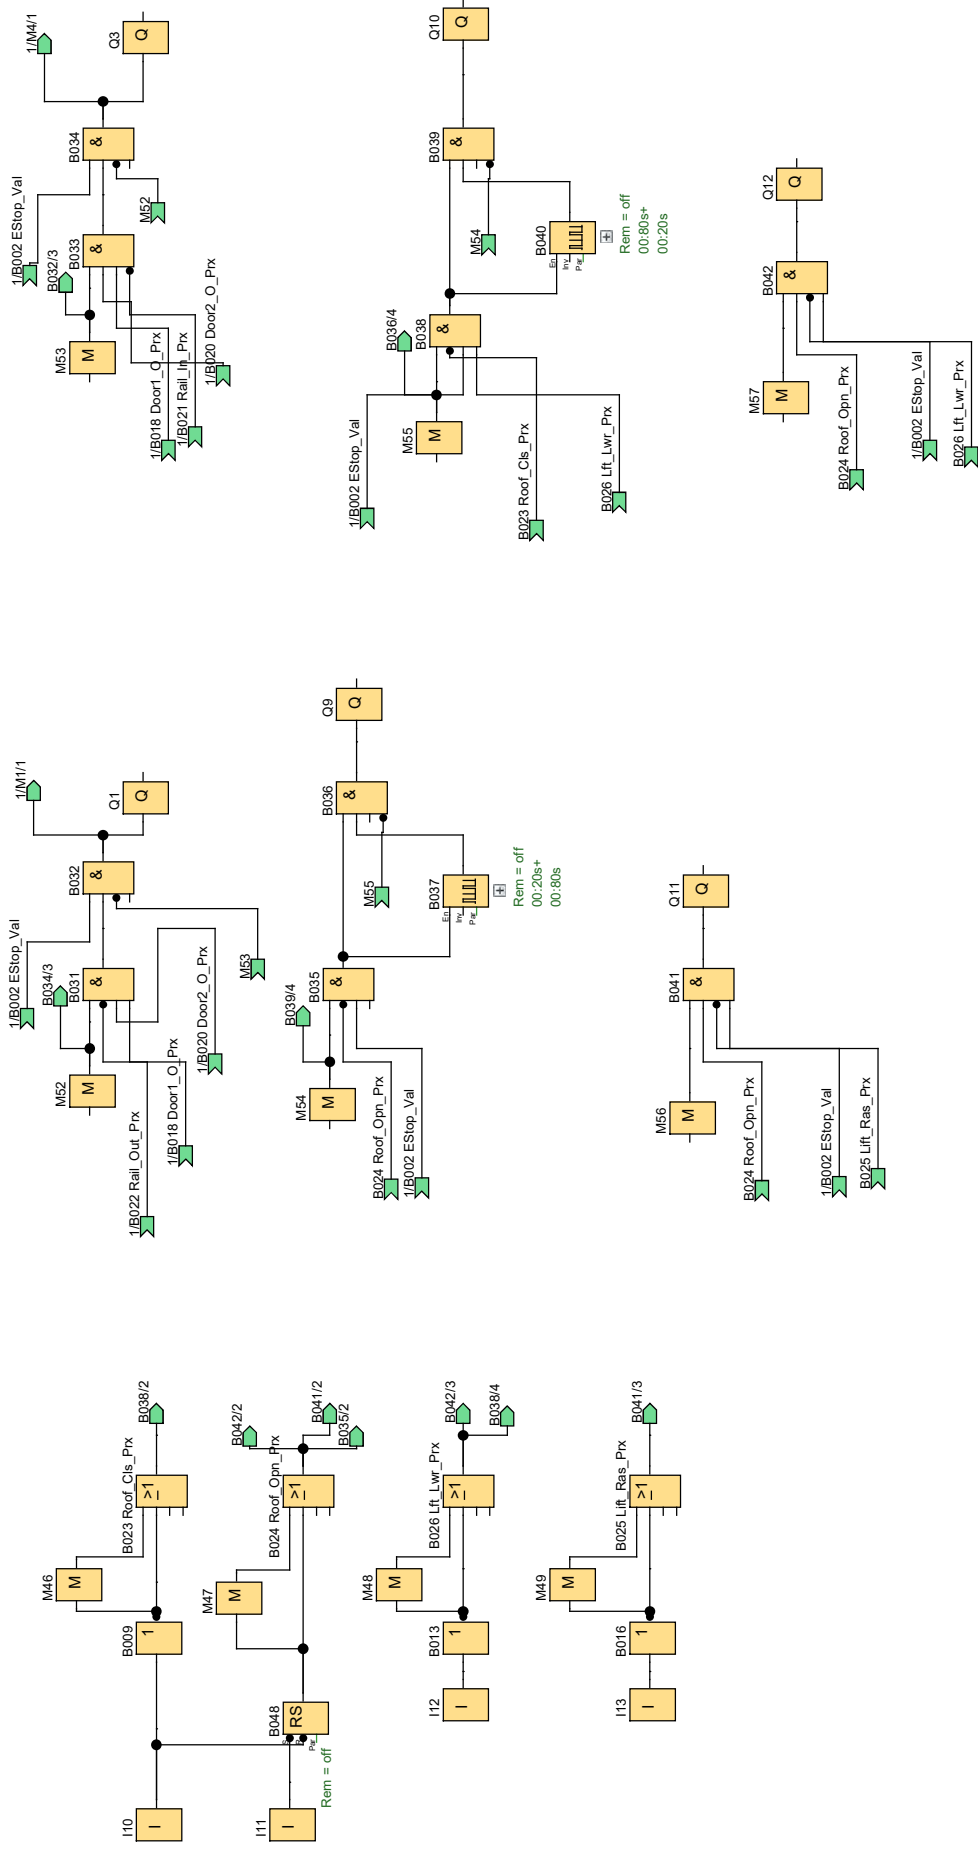 I10
B009
1
M46
M
B023 Roof_Cls_Prx
>1
B038/2
I
I11
I
B048
RS
S
R
Par
Rem = off
M47
M
B024 Roof_Opn_Prx
>1
B042/2
B041/2
B035/2
I12
I
B013
1
M48
M
B026 Lft_Lwr_Prx
>1
B042/3
B038/4
I13
I
B016
1
M49
M
B025 Lift_Ras_Prx
>1
B041/3
1/B002 EStop_Val
B034/3
M52
M
B031
&
B032
&
1/M1/1
Q1
Q
1/B022 Rail_Out_Prx
1/B018 Door1_O_Prx
1/B020 Door2_O_Prx
M53
B039/4
M54
M
B035
&
B036
&
Q9
Q
B024 Roof_Opn_Prx
1/B002 EStop_Val
M55
B037
En
Inv
Par
Rem = off
00:20s+
00:80s
M56
M
B041
&
Q11
Q
B024 Roof_Opn_Prx
1/B002 EStop_Val
B025 Lift_Ras_Prx
1/B002 EStop_Val
B032/3
M53
M
B033
&
B034
&
1/M4/1
Q3
Q
M52
1/B018 Door1_O_Prx
1/B021 Rail_In_Prx
1/B020 Door2_O_Prx
1/B002 EStop_Val
B036/4
M55
M
B038
&
B039
&
Q10
Q
M54
B040
En
Inv
Par
Rem = off
00:80s+
00:20s
B023 Roof_Cls_Prx
B026 Lft_Lwr_Prx
M57
M
B042
&
Q12
Q
B024 Roof_Opn_Prx
1/B002 EStop_Val
B026 Lft_Lwr_Prx